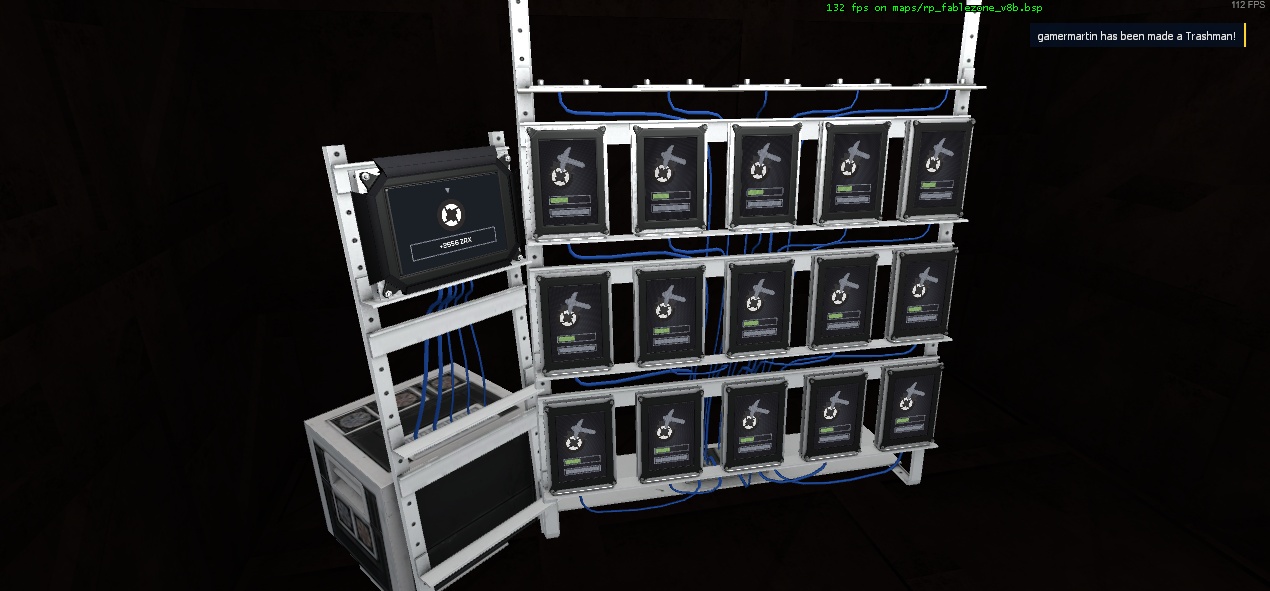 132 fps on maps/rp_fablezone_v8b.bsp
112 FPS
gamermartin has been made a Trashman!
+2556 ZRX